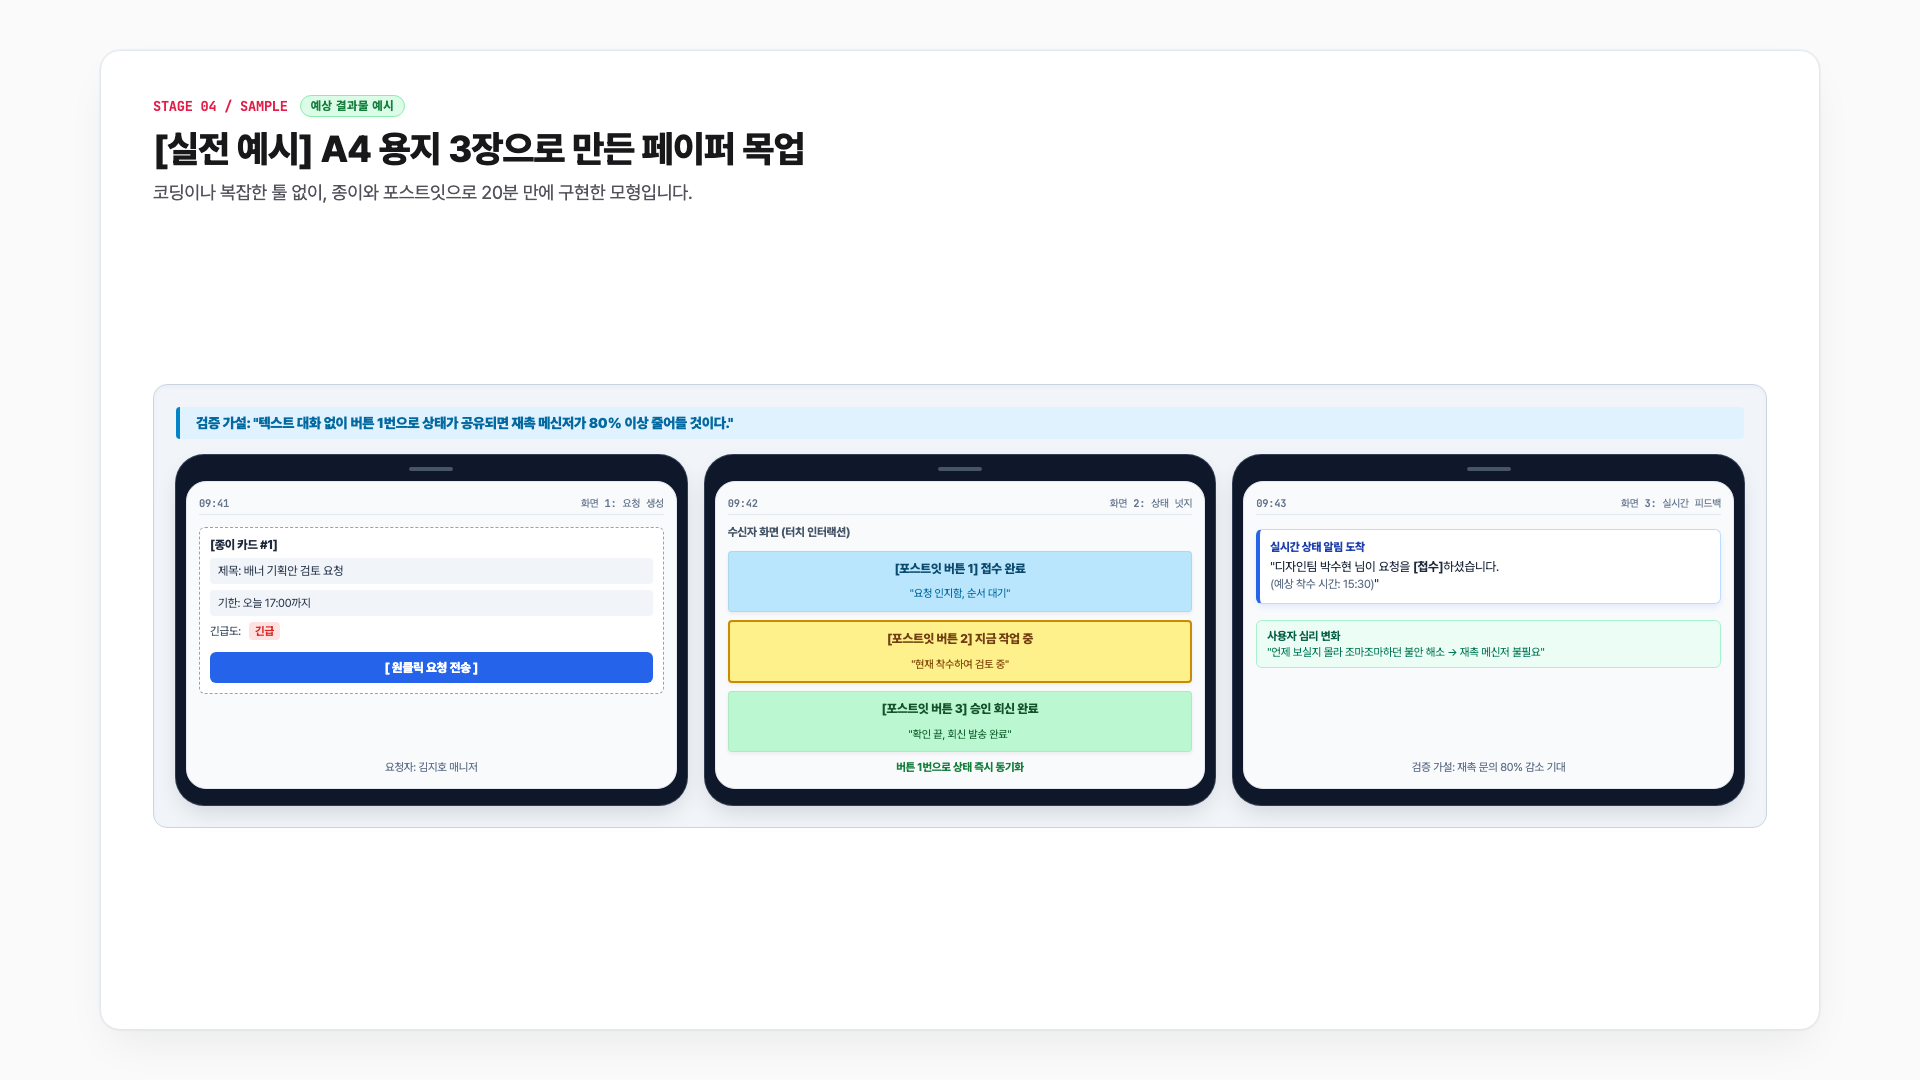 STAGE 04 / SAMPLE 예상 결과물 예시
[실전 예시] A4 용지 3장으로 만든 페이퍼 목업
코딩이나 복잡한 툴 없이, 종이와 포스트잇으로 20분 만에 구현한 모형입니다.
검증 가설: "텍스트 대화 없이 버튼 1번으로 상태가 공유되면 재촉 메신저가 80% 이상 줄어들 것이다."
09:41 화면 1: 요청 생성
[종이 카드 #1]
제목: 배너 기획안 검토 요청
기한: 오늘 17:00까지
긴급도: 긴급
[ 원클릭 요청 전송 ]
요청자: 김지호 매니저
09:42 화면 2: 상태 넛지
수신자 화면 (터치 인터랙션)
[포스트잇 버튼 1] 접수 완료
"요청 인지함, 순서 대기"
[포스트잇 버튼 2] 지금 작업 중
"현재 착수하여 검토 중"
[포스트잇 버튼 3] 승인 회신 완료
"확인 끝, 회신 발송 완료"
버튼 1번으로 상태 즉시 동기화
09:43 화면 3: 실시간 피드백
실시간 상태 알림 도착
"디자인팀 박수현 님이 요청을 [접수]하셨습니다.
(예상 착수 시간: 15:30)"
사용자 심리 변화
"언제 보실지 몰라 조마조마하던 불안 해소 → 재촉 메신저 불필요"
검증 가설: 재촉 문의 80% 감소 기대